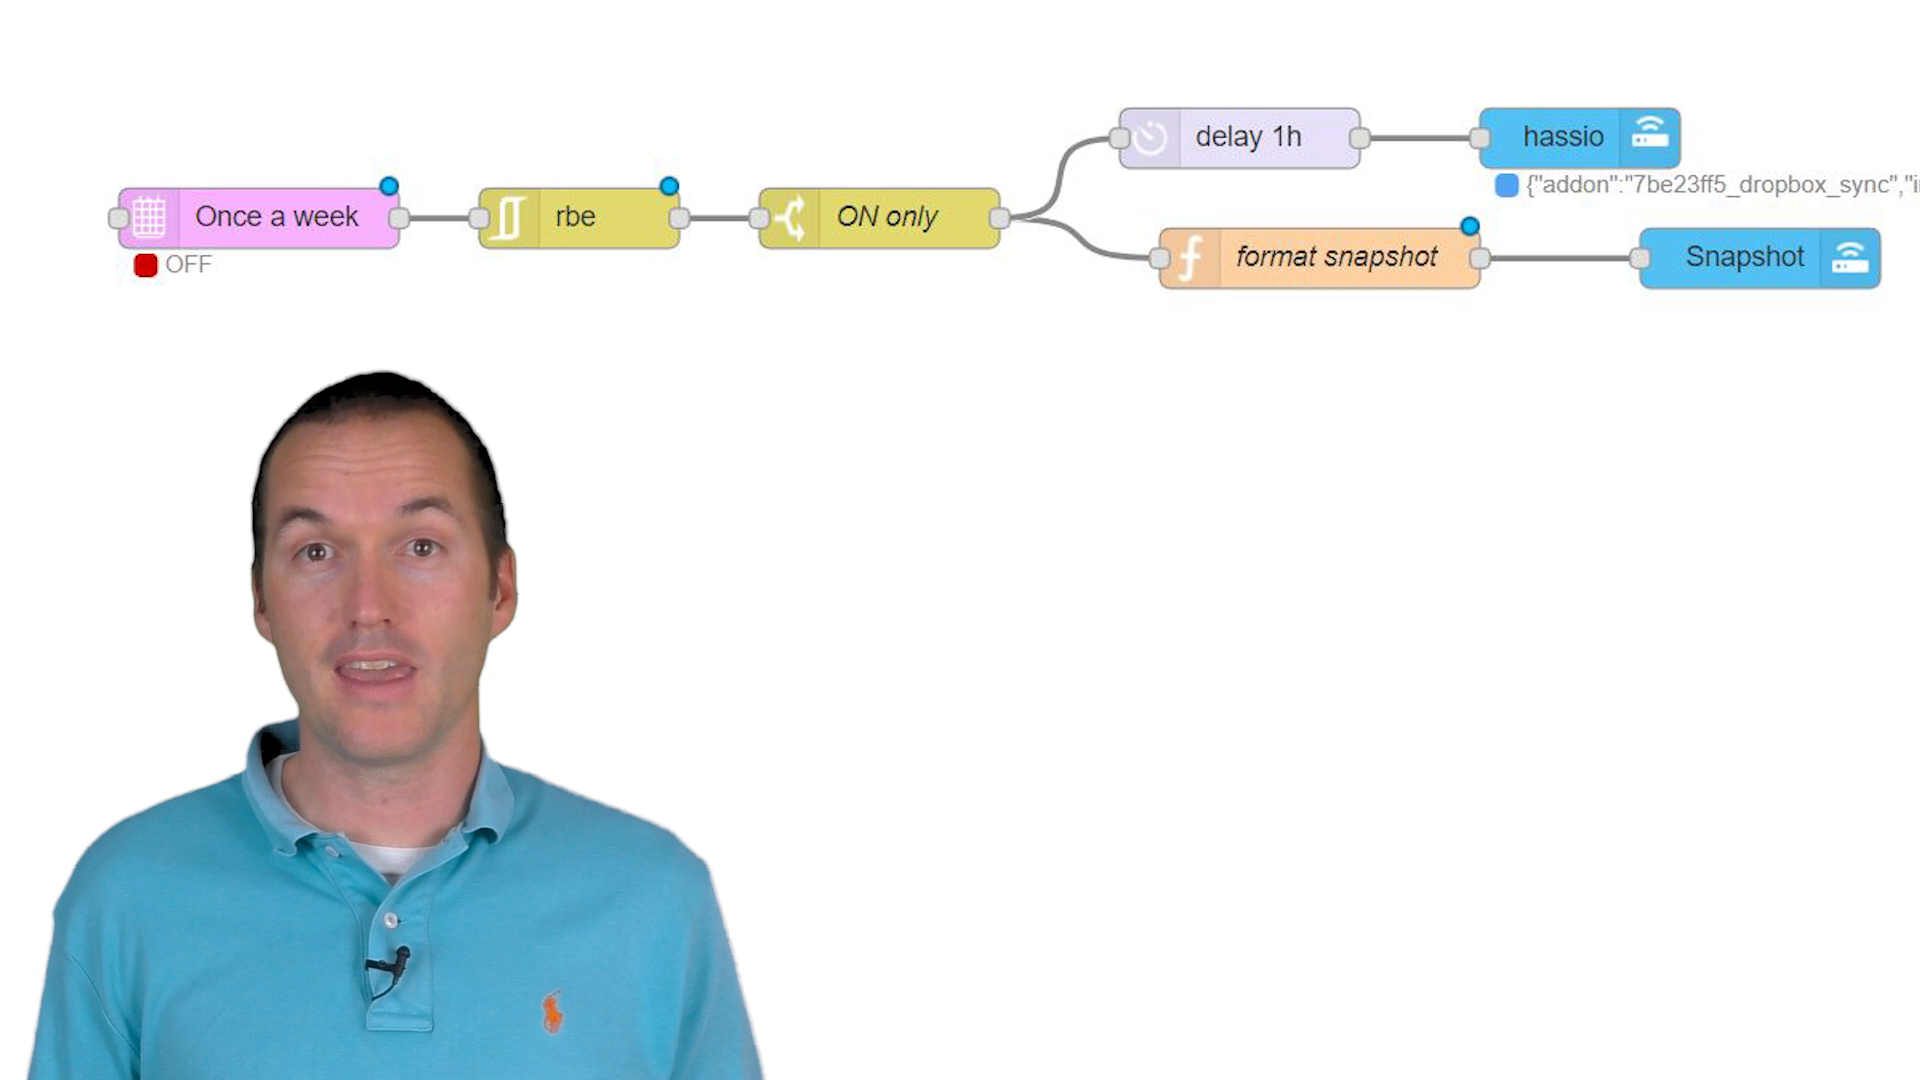 delay 1h
hassio
{"addon":"7be23ff5_dropbox_sync","i
Once a week
rbe
ON only
OFF
format snapshot
Snapshot